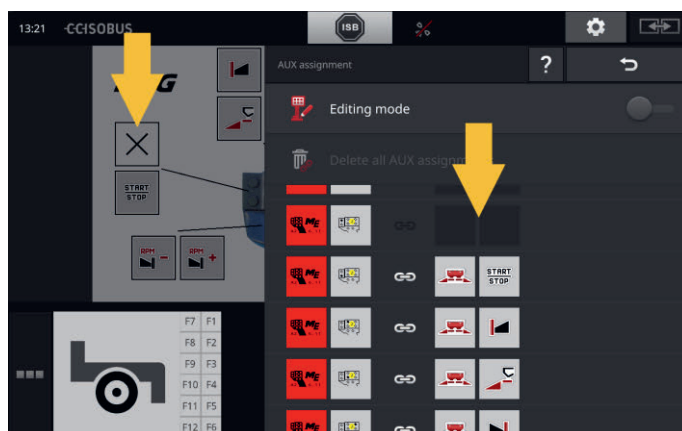 13:21
CCISOBUS
ISB
AUX assignment
?
G
Editing mode
Delete all AUX
START
STOP
START
STOP
RPM
-
RPM
+
F7 F1
F8 F2
F9 F3
F10 F4
F11 F5
F12 F6